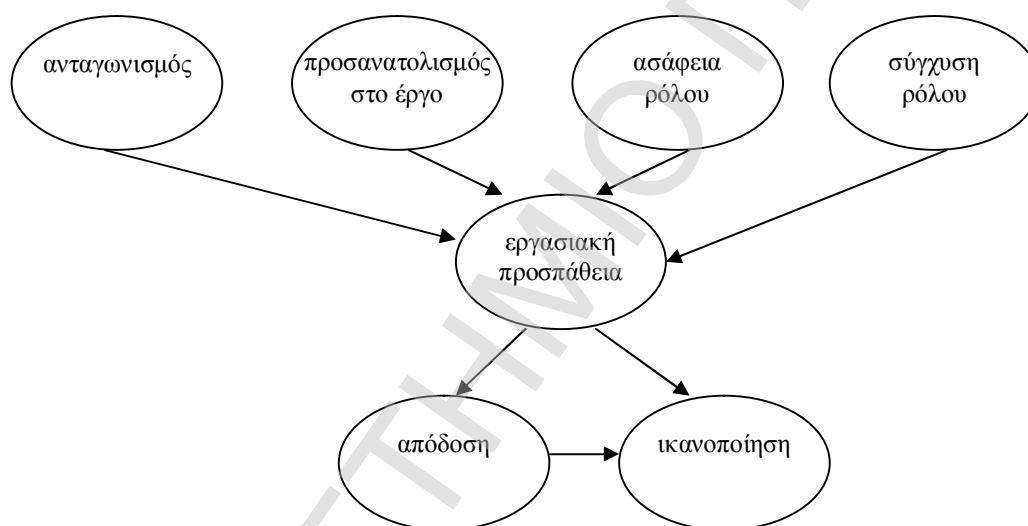 ανταγωνισμός
προσανατολισμός
στο έργο
ασάφεια
ρόλου
σύγχυση
ρόλου
εργασιακή
προσπάθεια
απόδοση
ικανοποίηση